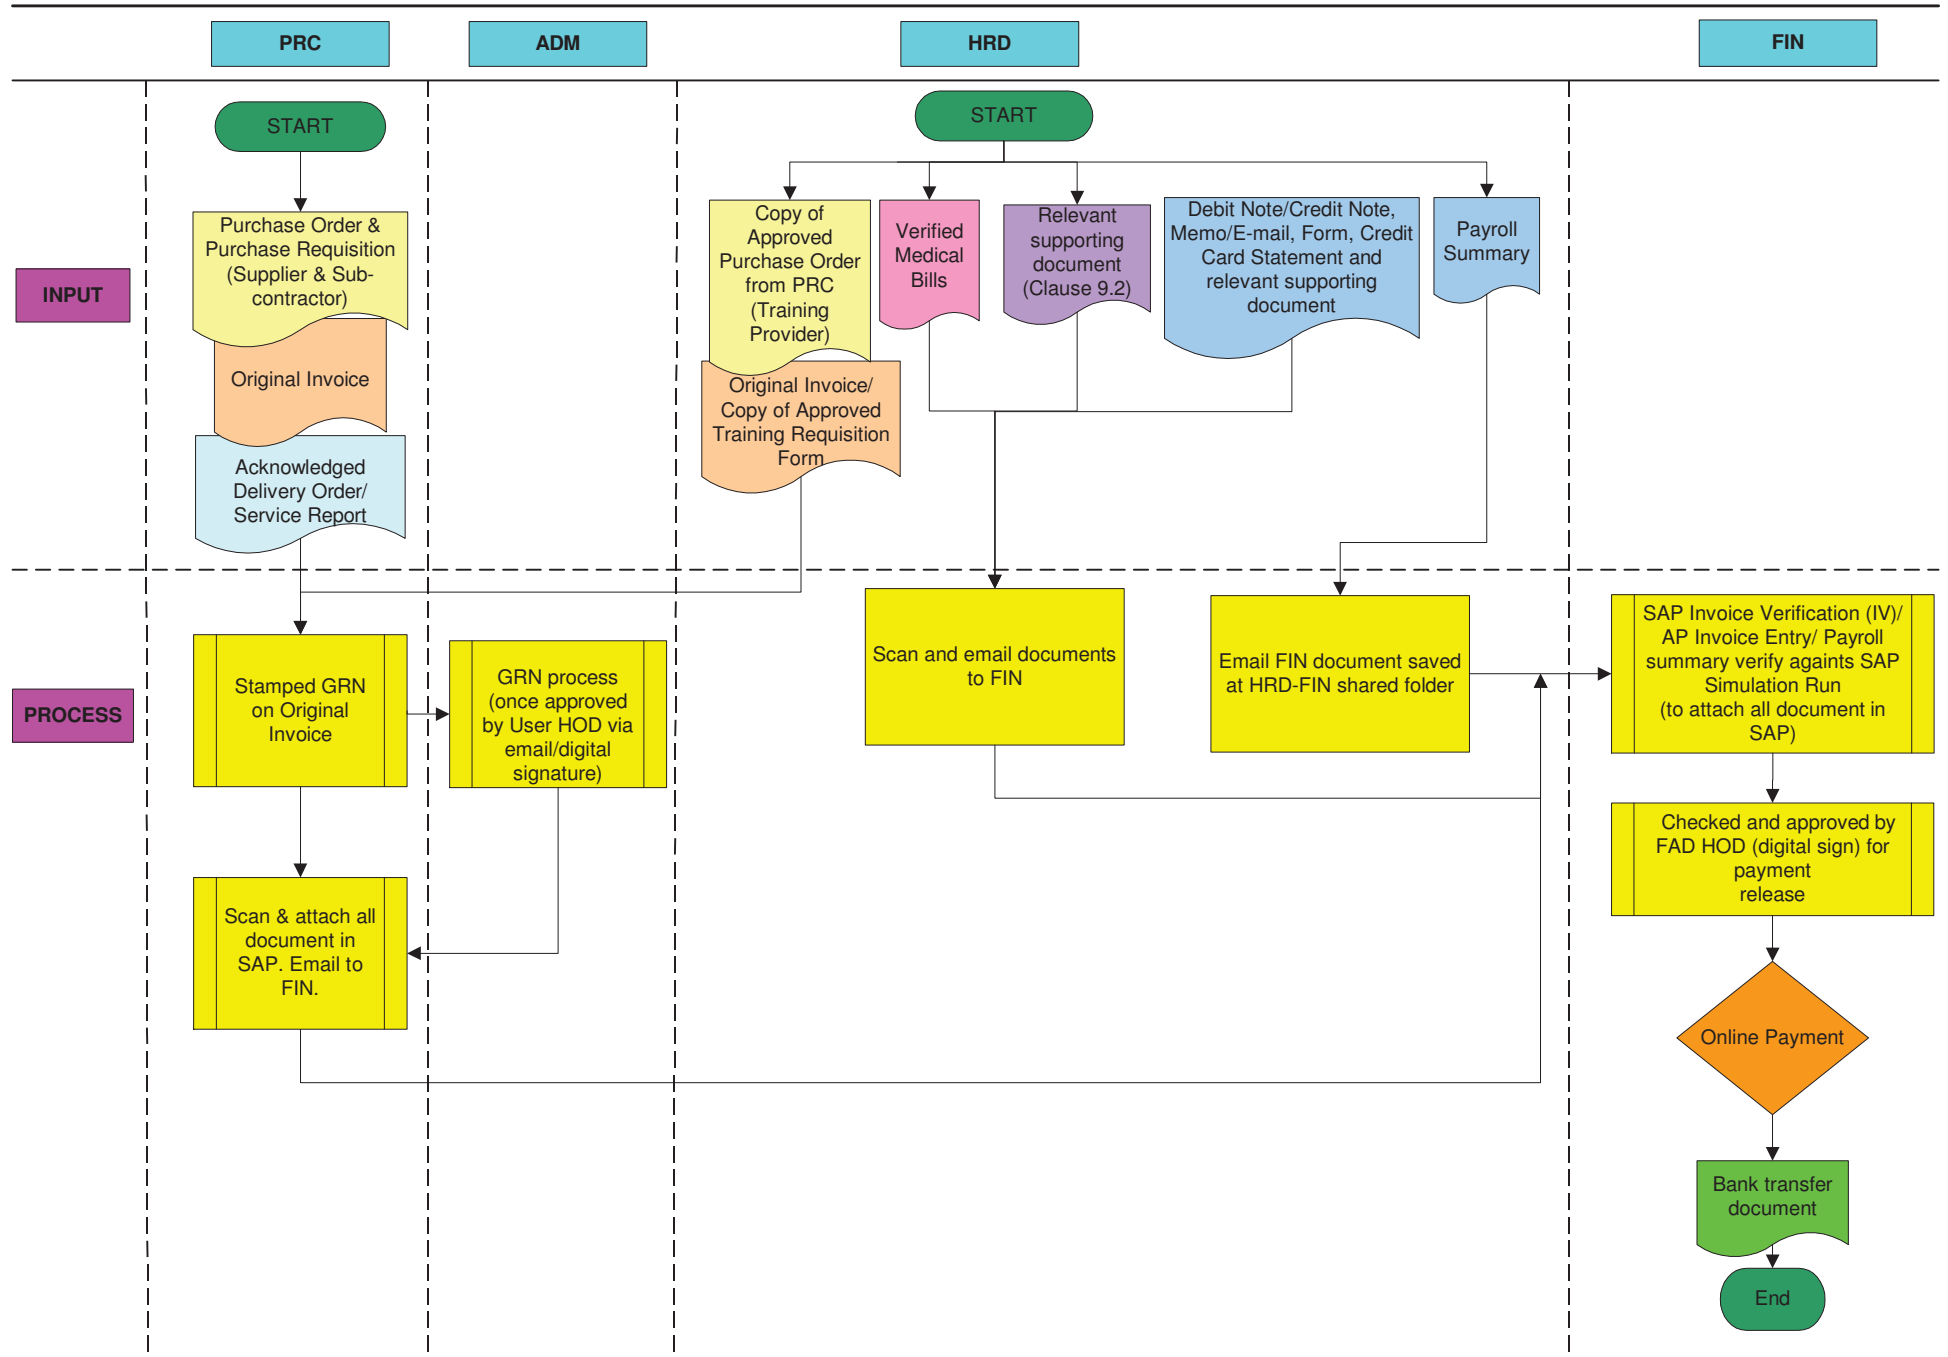 PRC
ADM
HRD
FIN
START
START
INPUT
Purchase Order &
Purchase Requisition
(Supplier & Sub-
contractor)
Original Invoice
Acknowledged
Delivery Order/
Service Report
Copy of
Approved
Purchase Order
from PRC
(Training
Provider)
Original Invoice/
Copy of Approved
Training Requisition
Form
Verified
Medical
Bills
Relevant
supporting
document
(Clause 9.2)
Debit Note/Credit Note,
Memo/E-mail, Form, Credit
Card Statement and
relevant supporting
document
Payroll
Summary
PROCESS
Stamped GRN
on Original
Invoice
GRN process
(once approved
by User HOD via
email/digital
signature)
Scan and email documents
to FIN
Email FIN document saved
at HRD-FIN shared folder
SAP Invoice Verification (IV)/
AP Invoice Entry/ Payroll
summary verify againts SAP
Simulation Run
(to attach all document in
SAP)
Scan & attach all
document in
SAP. Email to
FIN.
Checked and approved by
FAD HOD (digital sign) for
payment
release
Online Payment
Bank transfer
document
End